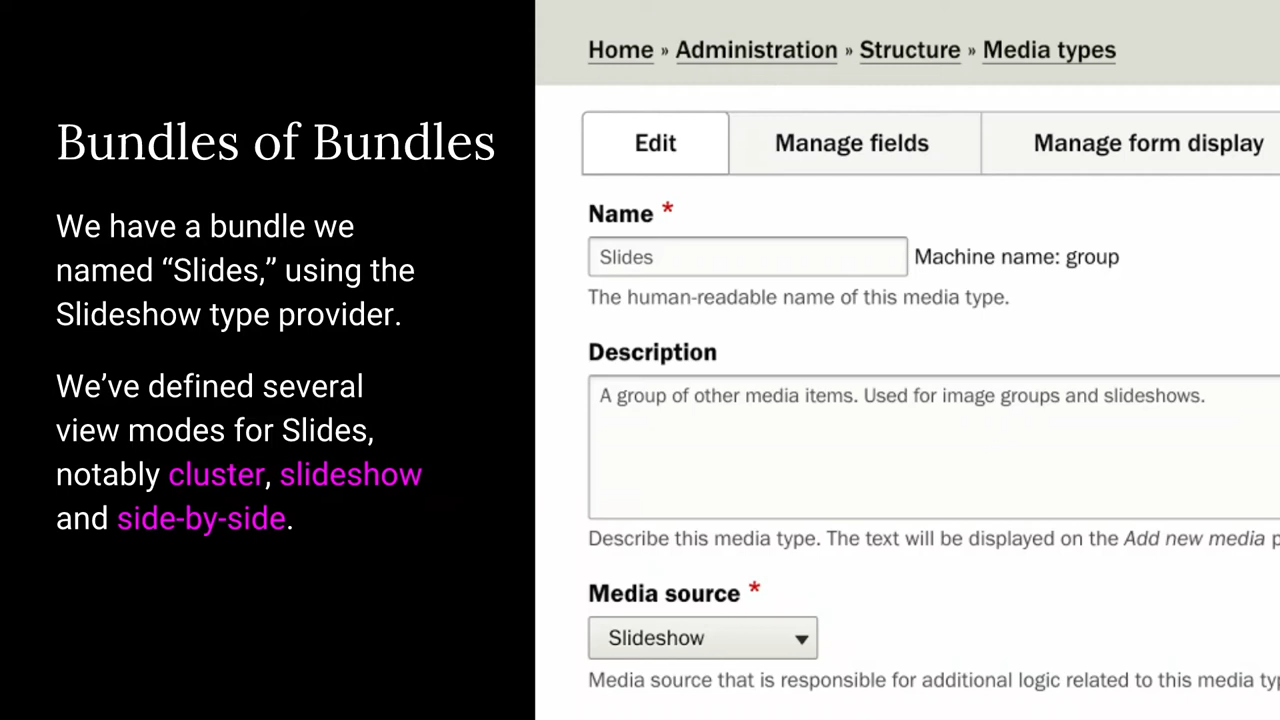 Bundles of Bundles
We have a bundle we
named “Slides,” using the
Slideshow type provider.
We’ve defined several
view modes for Slides,
notably cluster, slideshow
and side-by-side.
Home » Administration » Structure » Media types
Edit
Manage fields
Manage form display
Name *
Slides
Machine name: group
The human-readable name of this media type.
Description
A group of other media items. Used for image groups and slideshows.
Describe this media type. The text will be displayed on the Add new media p
Media source *
Slideshow
Media source that is responsible for additional logic related to this media ty